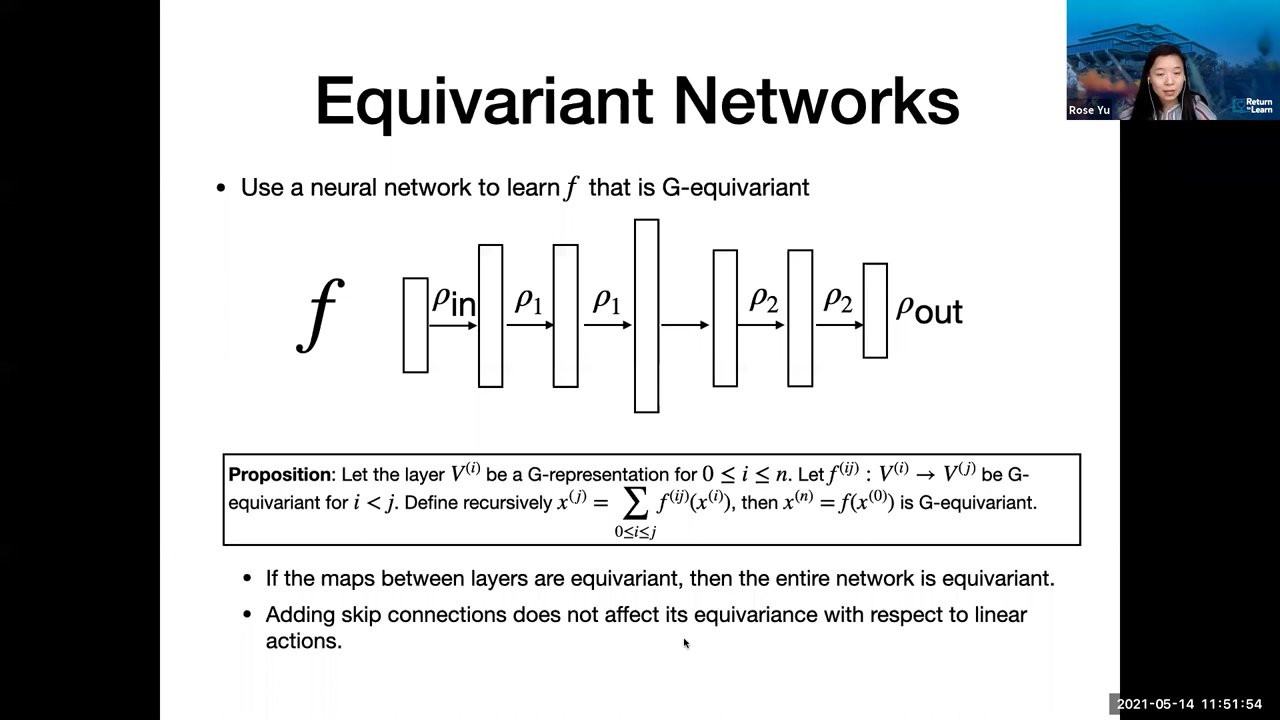 Equivariant Networks
Rose Yu
Return to Learn
• Use a neural network to learn f that is G-equivariant
f ρin ρ1 ρ1 ρ2 ρ2 ρout
Proposition: Let the layer V⁽ⁱ⁾ be a G-representation for 0 ≤ i ≤ n. Let f⁽ⁱʲ⁾ : V⁽ⁱ⁾ → V⁽ʲ⁾ be G-
equivariant for i < j. Define recursively x⁽ʲ⁾ = ∑ f⁽ⁱʲ⁾(x⁽ⁱ⁾), then x⁽ⁿ⁾ = f(x⁽⁰⁾) is G-equivariant.
0≤i≤j
• If the maps between layers are equivariant, then the entire network is equivariant.
• Adding skip connections does not affect its equivariance with respect to linear
actions.
2021-05-14 11:51:54